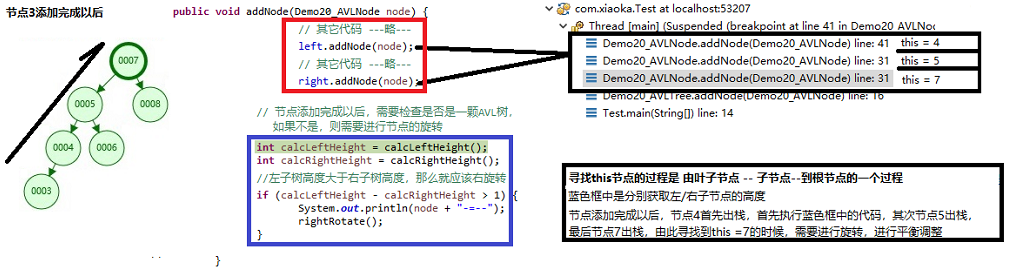 节点3添加完成以后
0007
0005
0008
0004
0006
0003
public void addNode(Demo20_AVLNode node) {
// 其它代码 ---略---
left.addNode(node);
// 其它代码 ---略---
right.addNode(node);
// 节点添加完成以后，需要检查是否是一颗AVL树，
如果不是，则需要进行节点的旋转
int calcLeftHeight = calcLeftHeight();
int calcRightHeight = calcRightHeight();
//左子树高度大于右子树高度，那么就应该右旋转
if (calcLeftHeight - calcRightHeight > 1) {
System.out.println(node + "-=--");
rightRotate();
}
}
com.xiaoka.Test at localhost:53207
Thread [main] (Suspended (breakpoint at line 41 in Demo20_AVLNoc
Demo20_AVLNode.addNode(Demo20_AVLNode) line: 41 this = 4
Demo20_AVLNode.addNode(Demo20_AVLNode) line: 31 this = 5
Demo20_AVLNode.addNode(Demo20_AVLNode) line: 31 this = 7
Demo20_AVLTree.addNode(Demo20_AVLNode) line: 16
Test.main(String[]) line: 14
寻找this节点的过程是 由叶子节点 -- 子节点--到根节点的一个过程
蓝色框中是分别获取左/右子节点的高度
节点添加完成以后，节点4首先出栈，首先执行蓝色框中的代码，其次节点5出栈，
最后节点7出栈，由此寻找到this =7的时候，需要进行旋转，进行平衡调整